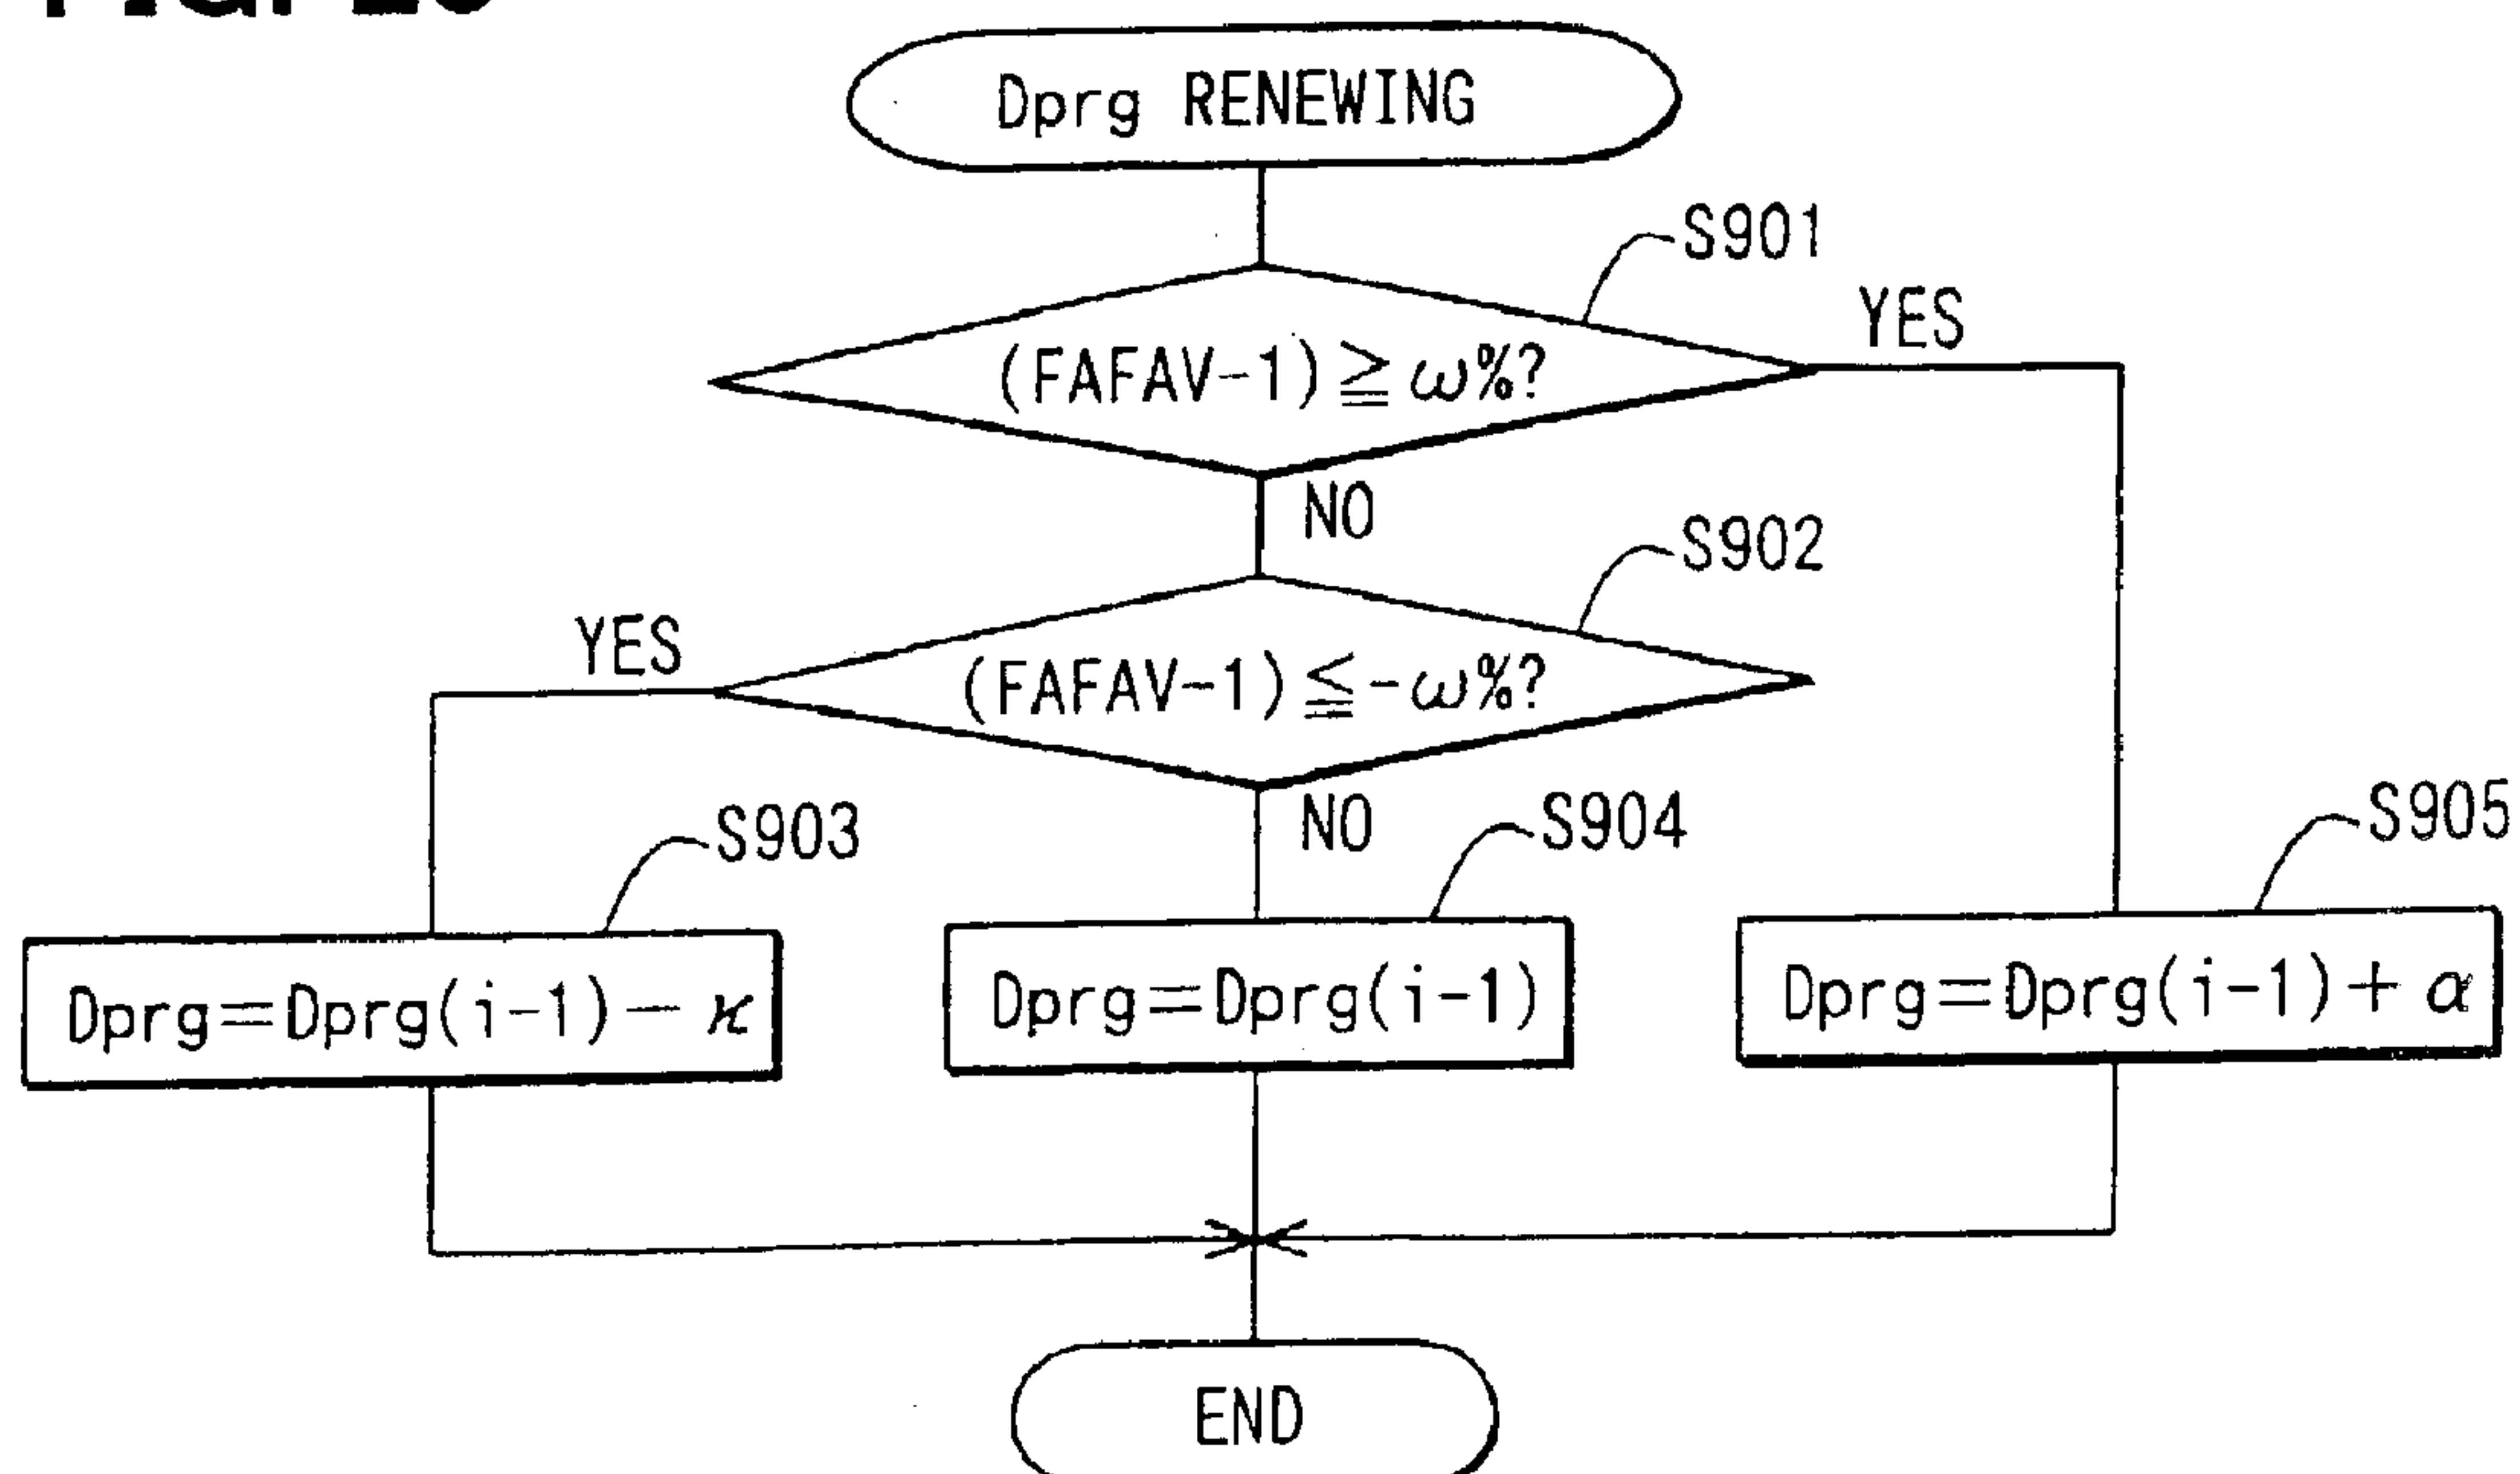 Dprg RENEWING
S901
YES
(FAFAV-1) ≧ ω%?
NO
S902
YES
(FAFAV-1) ≦ -ω%?
NO
S903
S904
S905
Dprg=Dprg(i-1)- κ
Dprg=Dprg(i-1)
Dprg=Dprg(i-1)+ α
END